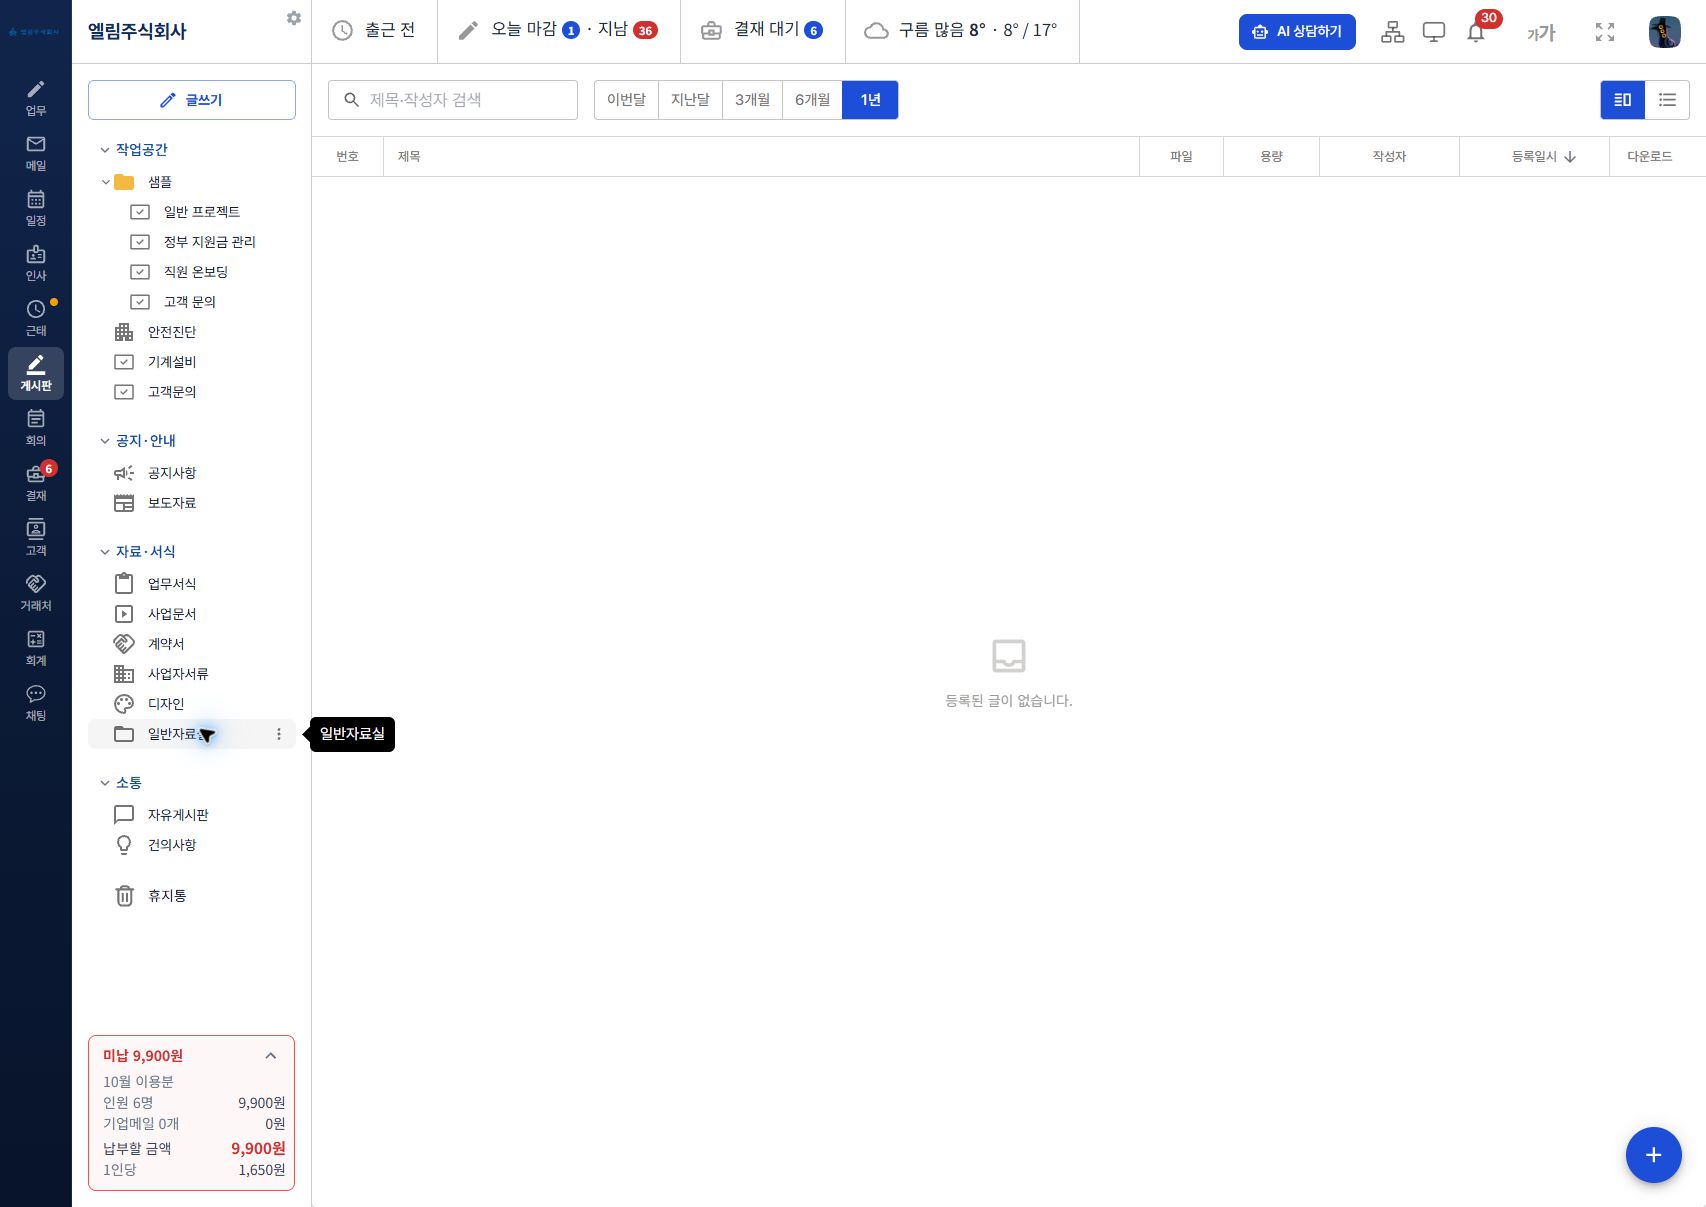 엘림주식회사
엘림주식회사
출근 전
오늘 마감 1 · 지남 36
결재 대기 6
구름 많음 8° · 8° / 17°
AI 상담하기
30
가가
업무
메일
일정
인사
근태
게시판
회의
6
결재
고객
거래처
회계
채팅
글쓰기
작업공간
샘플
일반 프로젝트
정부 지원금 관리
직원 온보딩
고객 문의
안전진단
기계설비
고객문의
공지·안내
공지사항
보도자료
자료·서식
업무서식
사업문서
계약서
사업자서류
디자인
일반자료실
일반자료실
소통
자유게시판
건의사항
휴지통
미납 9,900원
10월 이용분
인원 6명 9,900원
기업메일 0개 0원
납부할 금액 9,900원
1인당 1,650원
제목·작성자 검색
이번달 지난달 3개월 6개월 1년
번호 제목 파일 용량 작성자 등록일시 다운로드
등록된 글이 없습니다.